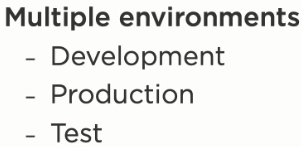 Multiple environments
– Development
– Production
– Test